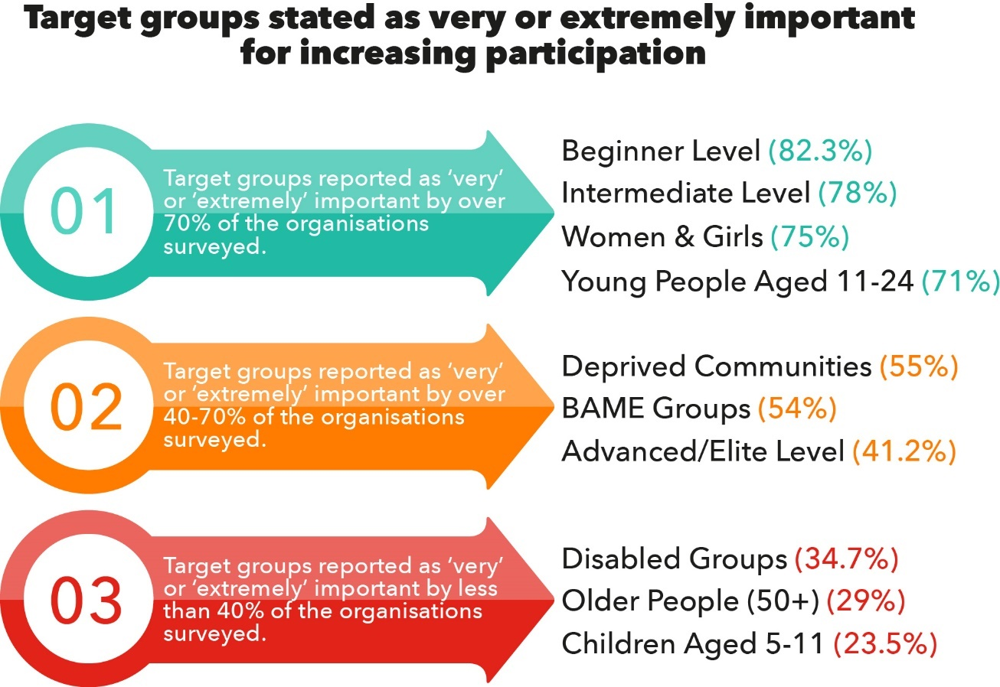 Target groups stated as very or extremely important
for increasing participation
01
Target groups reported as ‘very’
or ‘extremely’ important by over
70% of the organisations
surveyed.
Beginner Level (82.3%)
Intermediate Level (78%)
Women & Girls (75%)
Young People Aged 11-24 (71%)
02
Target groups reported as ‘very’
or ‘extremely’ important by over
40-70% of the organisations
surveyed.
Deprived Communities (55%)
BAME Groups (54%)
Advanced/Elite Level (41.2%)
03
Target groups reported as ‘very’
or ‘extremely’ important by less
than 40% of the organisations
surveyed.
Disabled Groups (34.7%)
Older People (50+) (29%)
Children Aged 5-11 (23.5%)